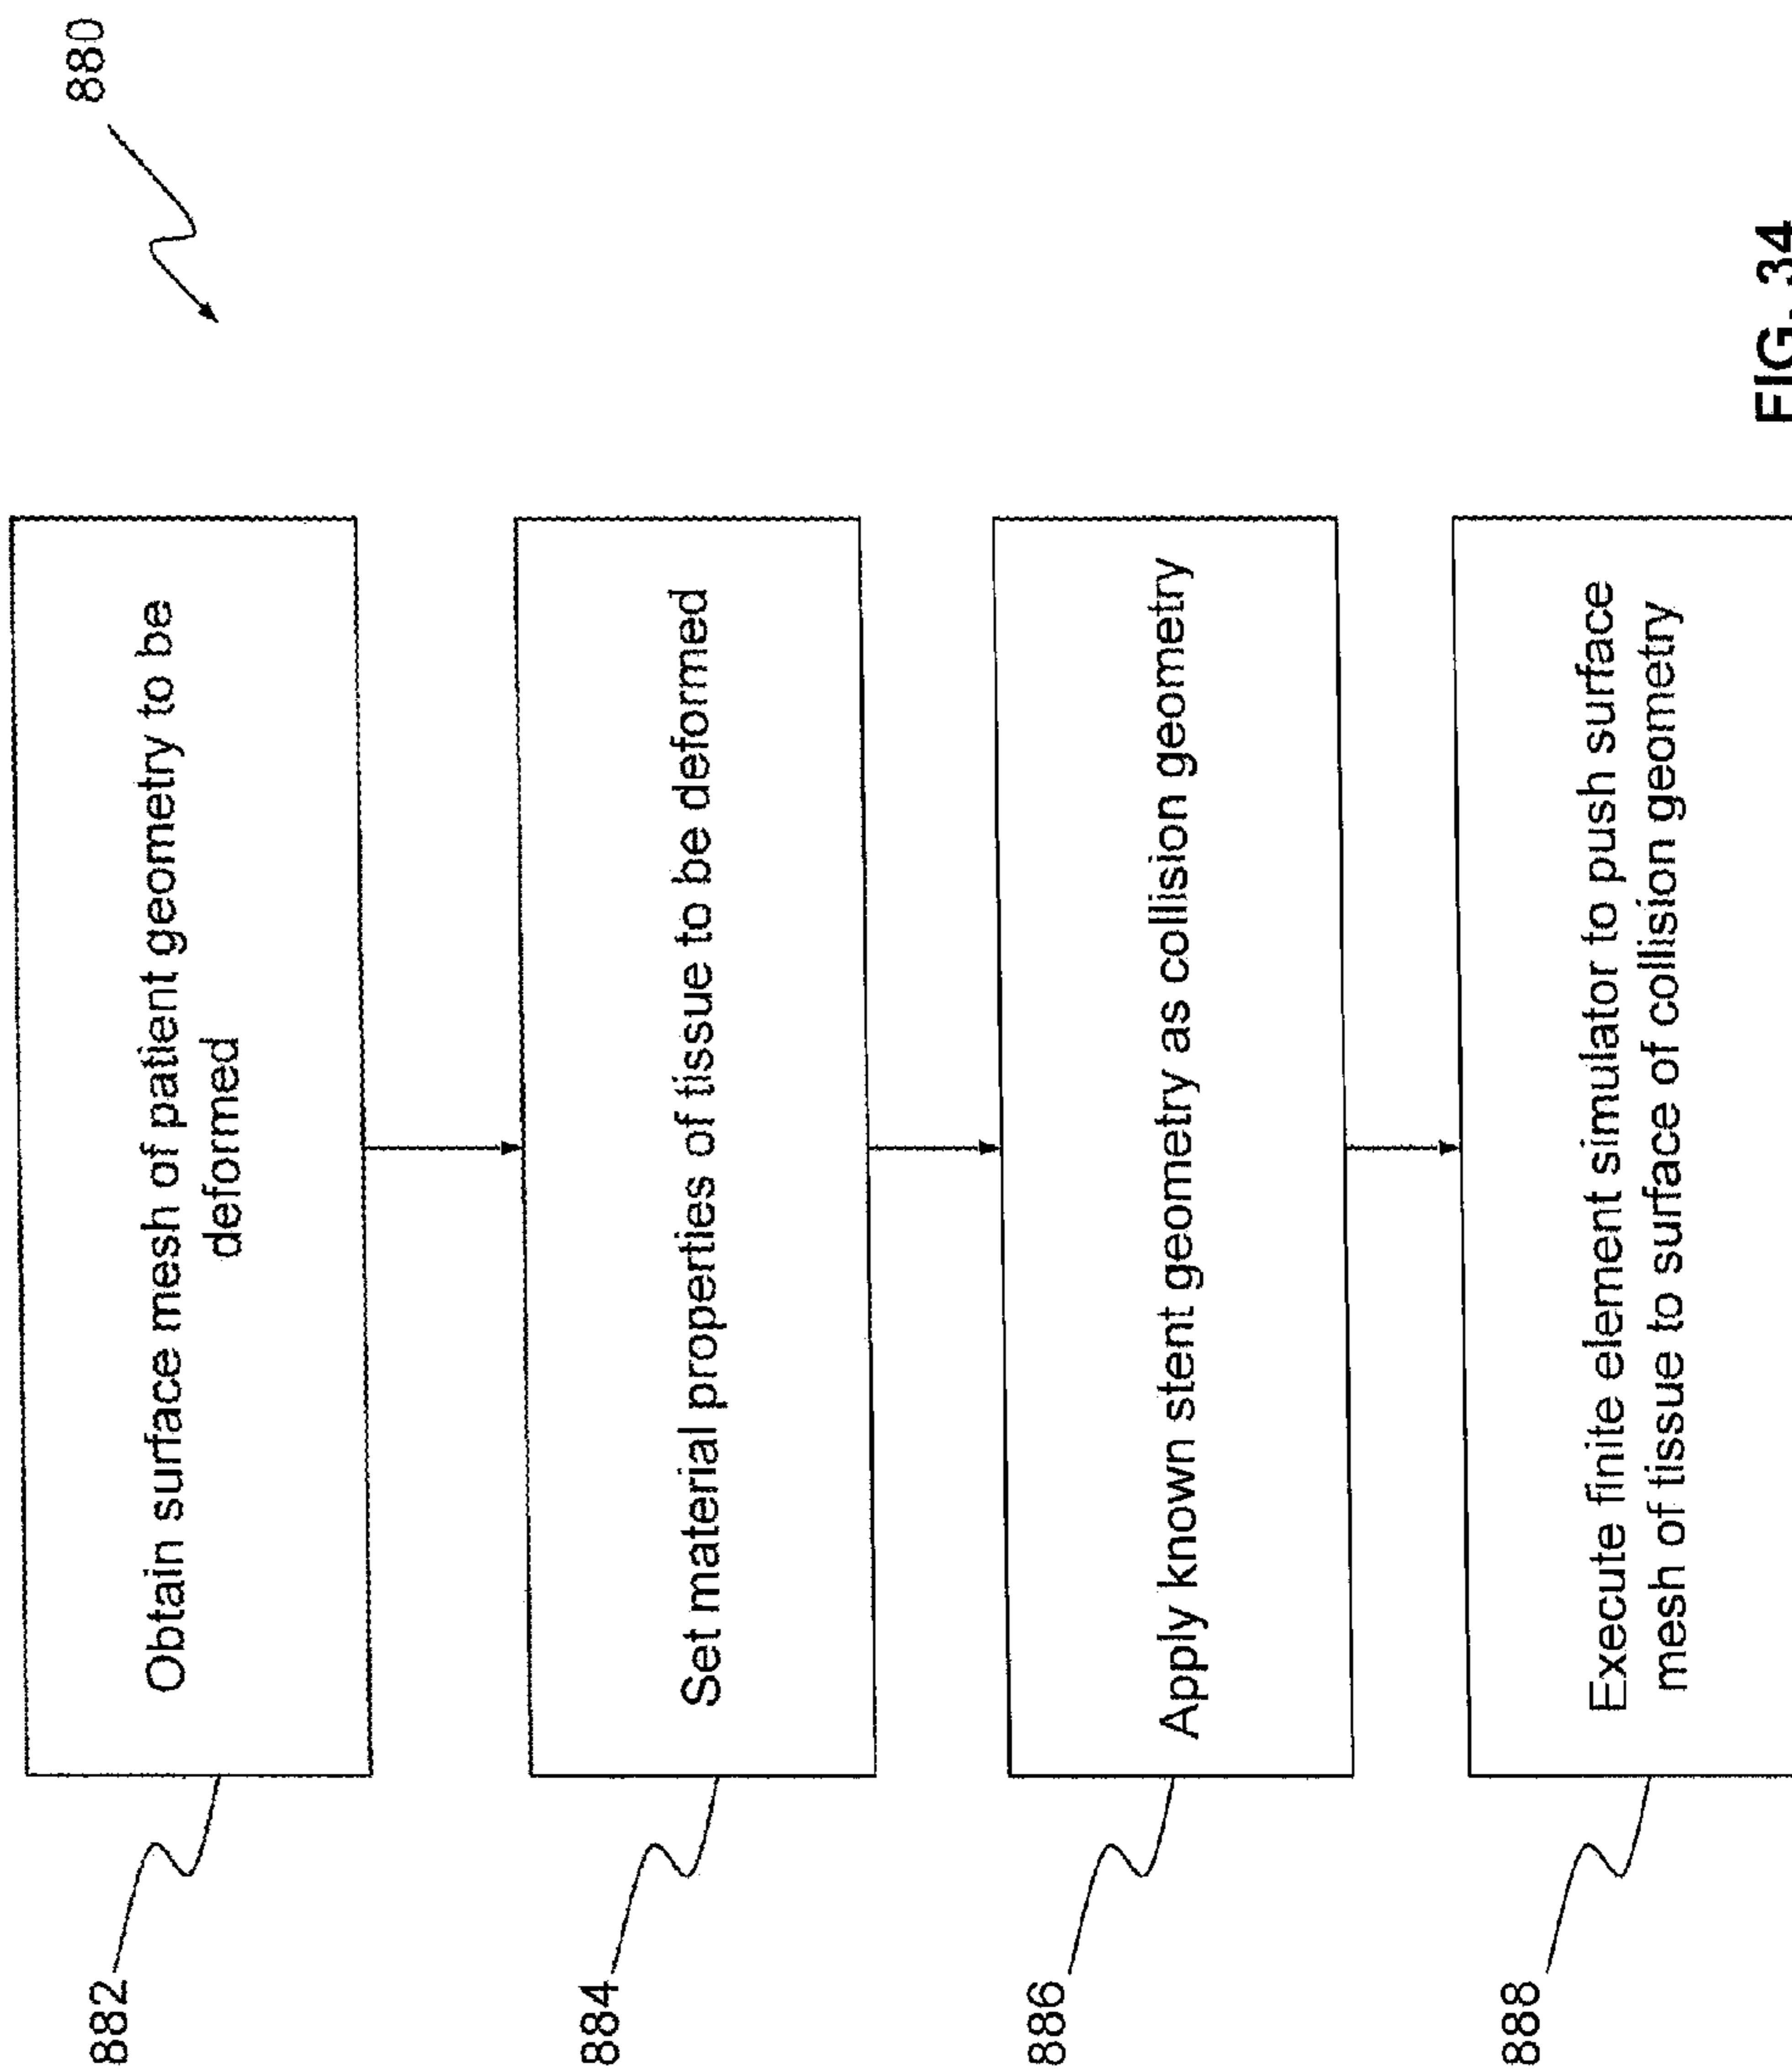 880
882
Obtain surface mesh of patient geometry to be
deformed
884
Set material properties of tissue to be deformed
886
Apply known stent geometry as collision geometry
888
Execute finite element simulator to push surface
mesh of tissue to surface of collision geometry
FIG. 34